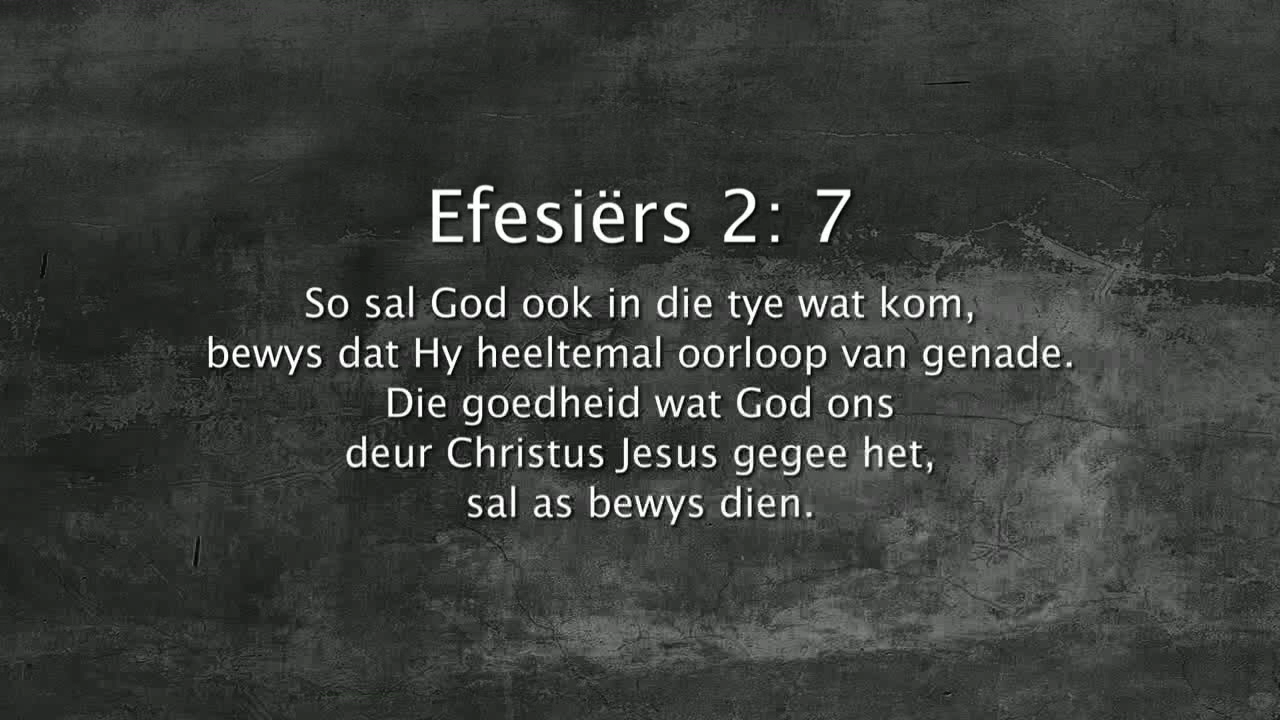 Efesiërs 2: 7
So sal God ook in die tye wat kom,
bewys dat Hy heeltemal oorloop van genade.
Die goedheid wat God ons
deur Christus Jesus gegee het,
sal as bewys dien.